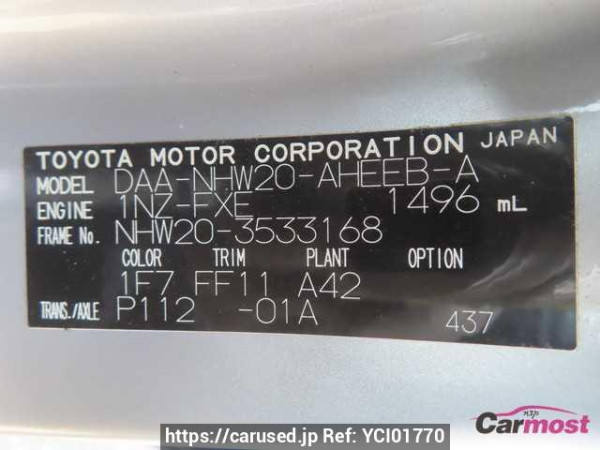 TOYOTA MOTOR CORPORATION JAPAN
MODEL DAA-NHW20-AHEEB-A
ENGINE 1NZ-FXE 1496 mL
FRAME No. NHW20-3533168
COLOR TRIM PLANT OPTION
1F7 FF11 A42
TRANS./AXLE P112 -01A 437
Carmost
https://carused.jp Ref: YCI01770